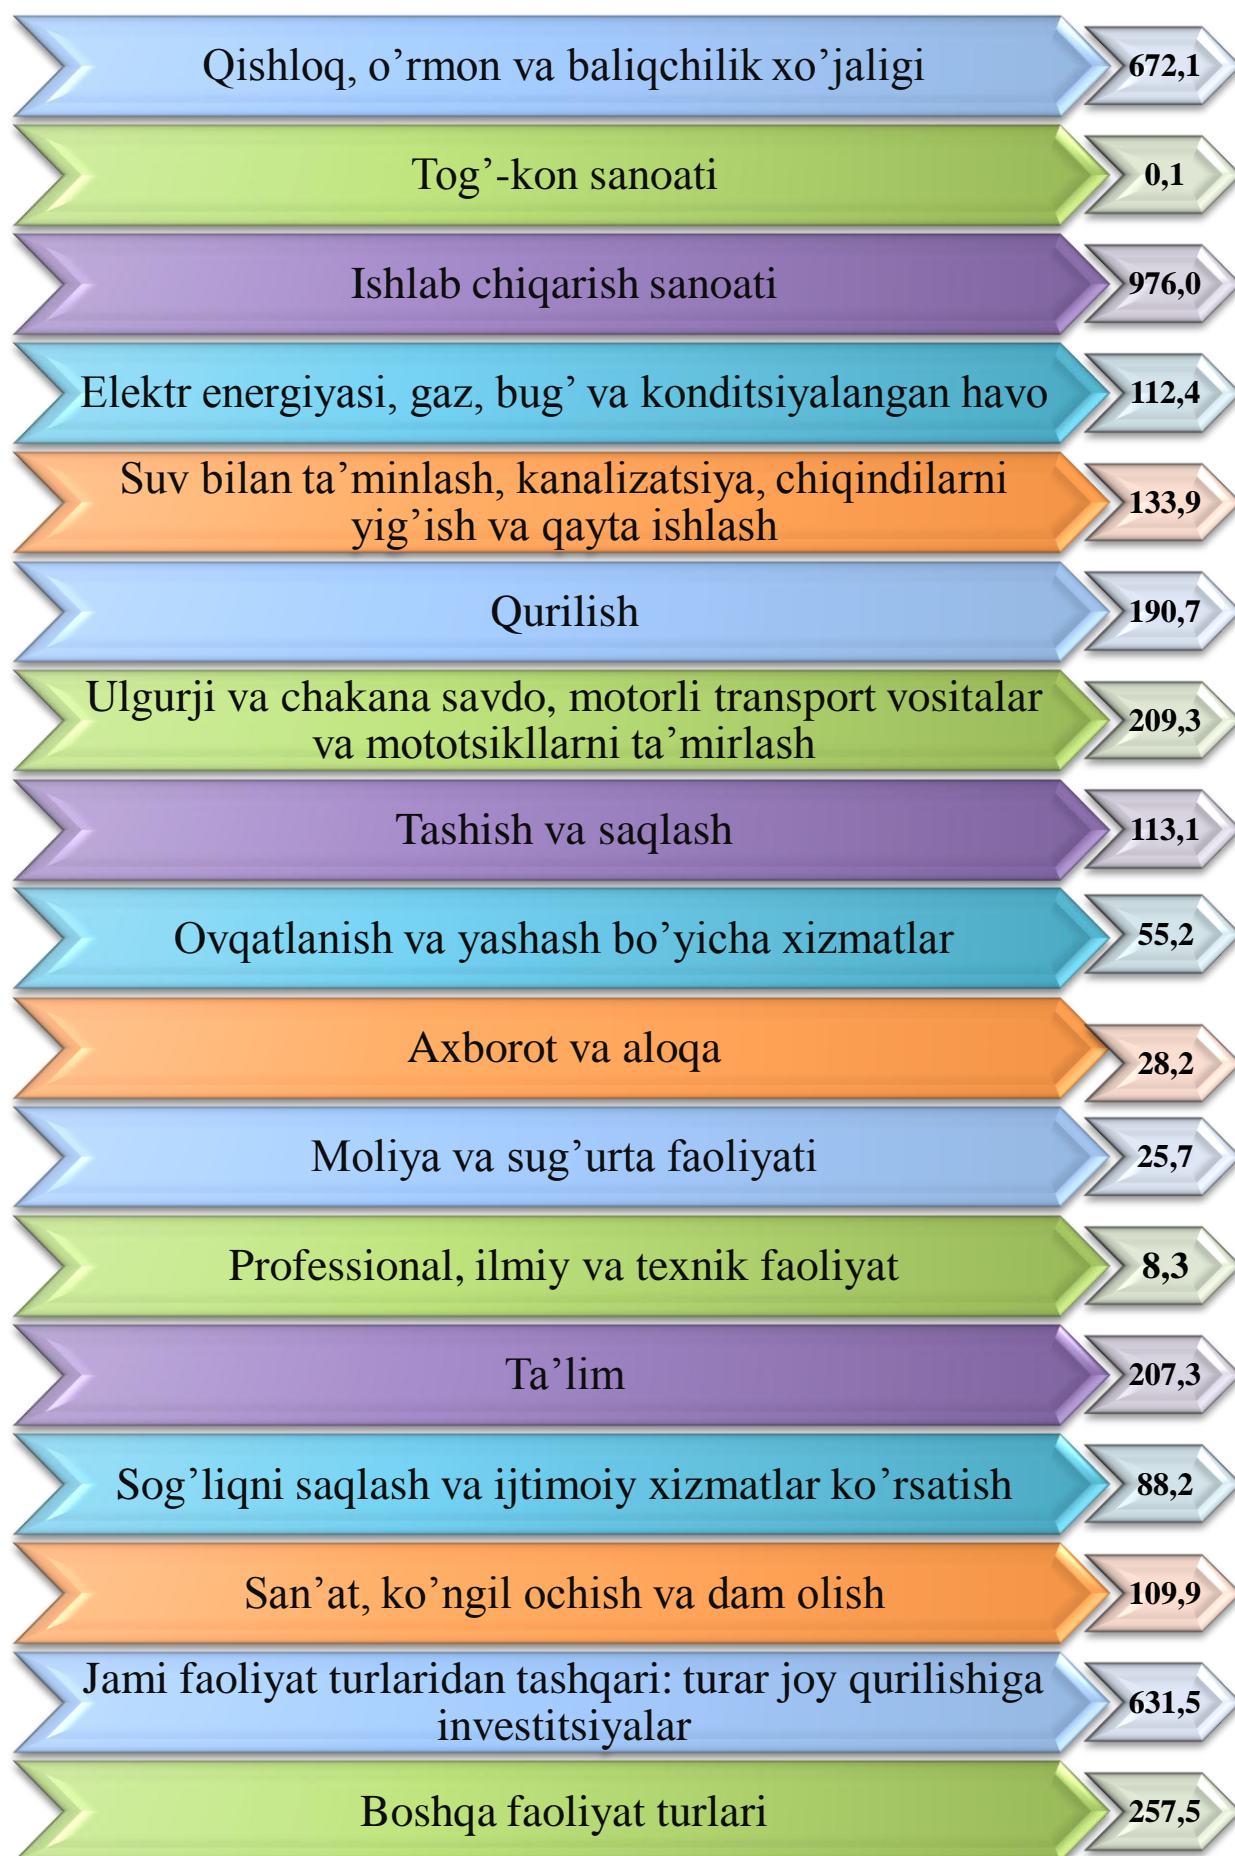 Qishloq, o’rmon va baliqchilik xo’jaligi
672,1
Tog’-kon sanoati
0,1
Ishlab chiqarish sanoati
976,0
Elektr energiyasi, gaz, bug’ va konditsiyalangan havo
112,4
Suv bilan ta’minlash, kanalizatsiya, chiqindilarni
yig’ish va qayta ishlash
133,9
Qurilish
190,7
Ulgurji va chakana savdo, motorli transport vositalar
va mototsikllarni ta’mirlash
209,3
Tashish va saqlash
113,1
Ovqatlanish va yashash bo’yicha xizmatlar
55,2
Axborot va aloqa
28,2
Moliya va sug’urta faoliyati
25,7
Professional, ilmiy va texnik faoliyat
8,3
Ta’lim
207,3
Sog’liqni saqlash va ijtimoiy xizmatlar ko’rsatish
88,2
San’at, ko’ngil ochish va dam olish
109,9
Jami faoliyat turlaridan tashqari: turar joy qurilishiga
investitsiyalar
631,5
Boshqa faoliyat turlari
257,5